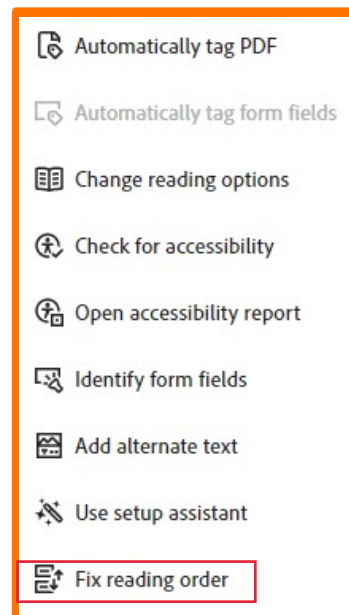 Automatically tag PDF
Automatically tag form fields
Change reading options
Check for accessibility
Open accessibility report
Identify form fields
Add alternate text
Use setup assistant
Fix reading order